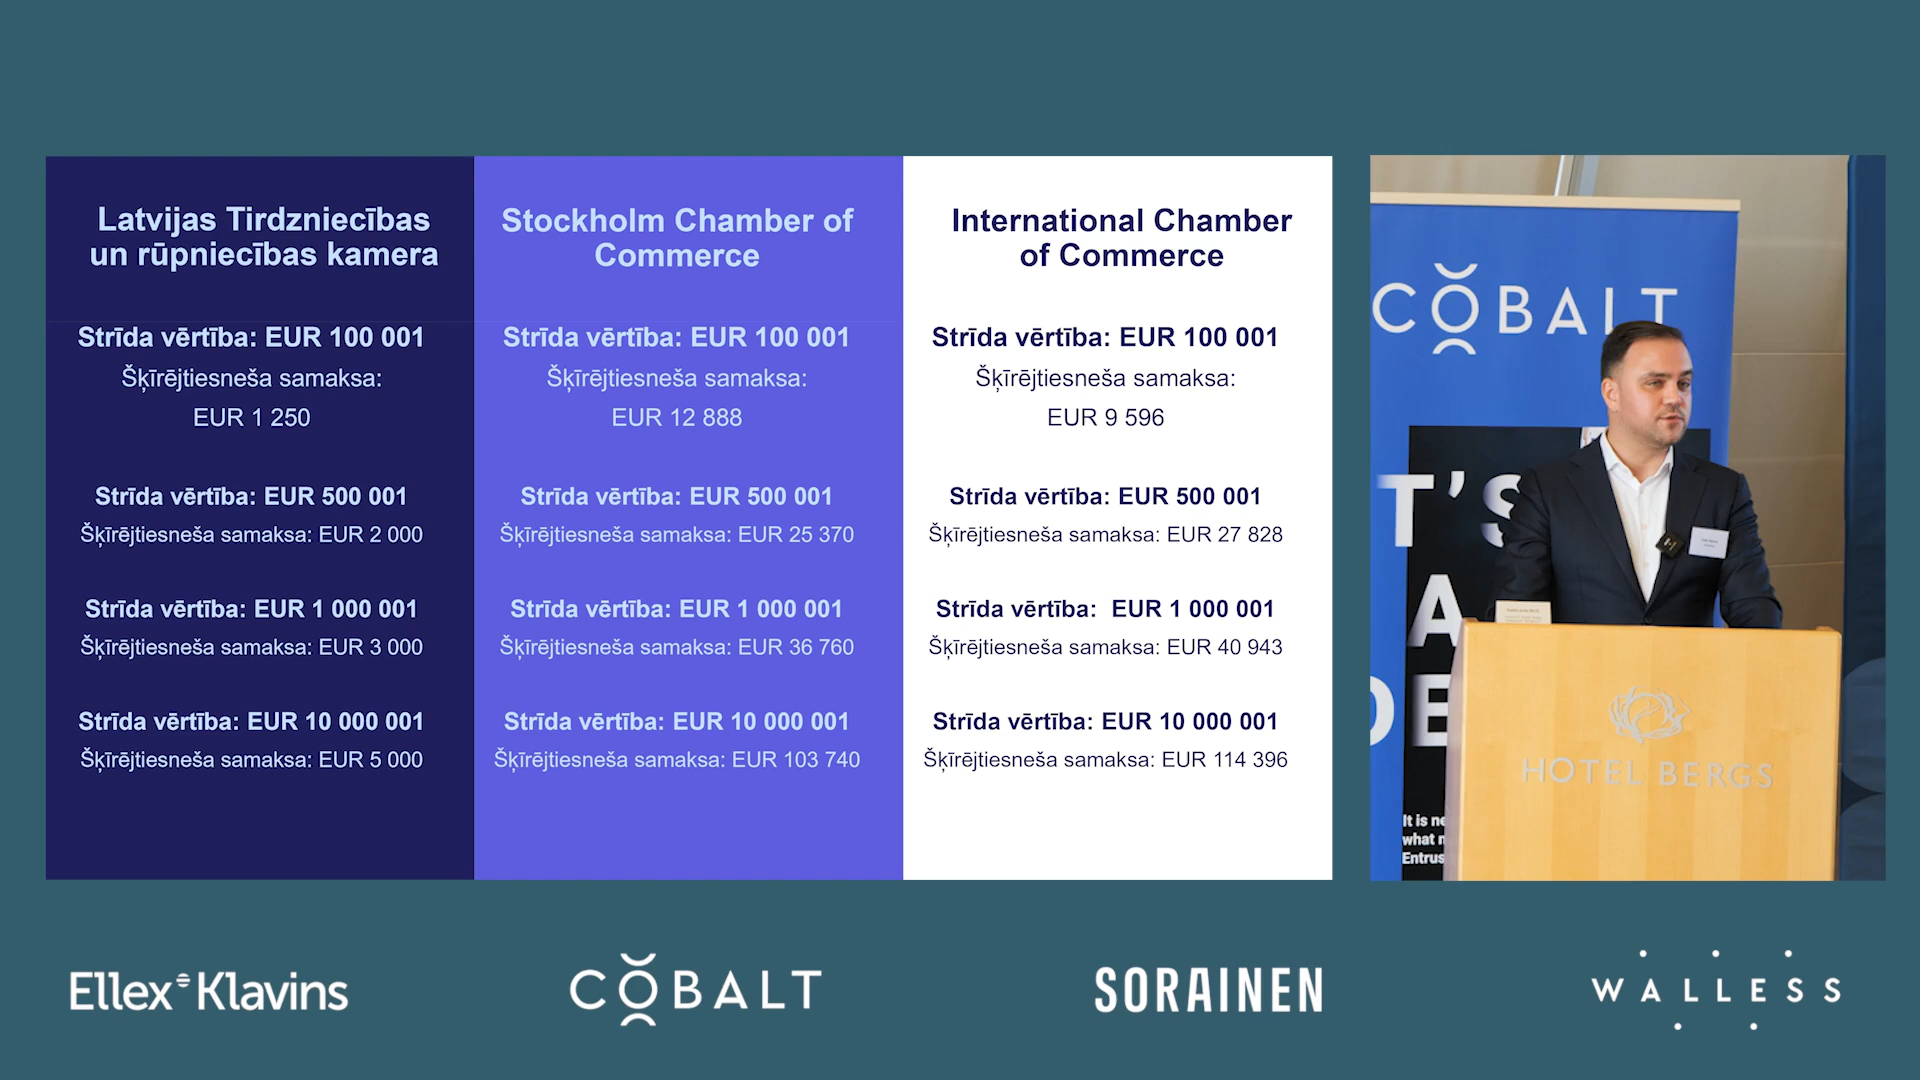 Latvijas Tirdzniecības
un rūpniecības kamera
Strīda vērtība: EUR 100 001
Šķīrējtiesneša samaksa:
EUR 1 250
Strīda vērtība: EUR 500 001
Šķīrējtiesneša samaksa: EUR 2 000
Strīda vērtība: EUR 1 000 001
Šķīrējtiesneša samaksa: EUR 3 000
Strīda vērtība: EUR 10 000 001
Šķīrējtiesneša samaksa: EUR 5 000
Stockholm Chamber of
Commerce
Strīda vērtība: EUR 100 001
Šķīrējtiesneša samaksa:
EUR 12 888
Strīda vērtība: EUR 500 001
Šķīrējtiesneša samaksa: EUR 25 370
Strīda vērtība: EUR 1 000 001
Šķīrējtiesneša samaksa: EUR 36 760
Strīda vērtība: EUR 10 000 001
Šķīrējtiesneša samaksa: EUR 103 740
International Chamber
of Commerce
Strīda vērtība: EUR 100 001
Šķīrējtiesneša samaksa:
EUR 9 596
Strīda vērtība: EUR 500 001
Šķīrējtiesneša samaksa: EUR 27 828
Strīda vērtība: EUR 1 000 001
Šķīrējtiesneša samaksa: EUR 40 943
Strīda vērtība: EUR 10 000 001
Šķīrējtiesneša samaksa: EUR 114 396
COBALT
T'S
A
DE
It is
what
HOTEL BERGS
Ellex Klavins
COBALT
SORAINEN
WALLESS